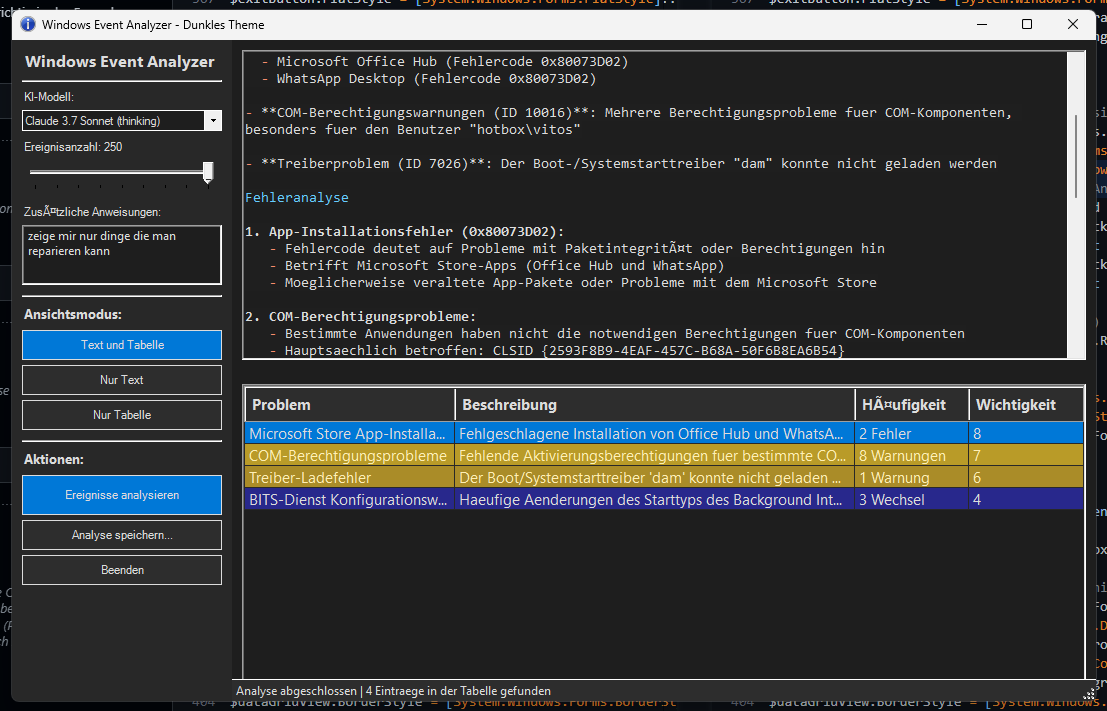 Windows Event Analyzer - Dunkles Theme
Windows Event Analyzer
KI-Modell:
Claude 3.7 Sonnet (thinking)
Ereignisanzahl: 250
ZusÃ¤tzliche Anweisungen:
zeige mir nur dinge die man
reparieren kann
Ansichtsmodus:
Text und Tabelle
Nur Text
Nur Tabelle
Aktionen:
Ereignisse analysieren
Analyse speichern...
Beenden
- Microsoft Office Hub (Fehlercode 0x80073D02)
- WhatsApp Desktop (Fehlercode 0x80073D02)
- **COM-Berechtigungswarnungen (ID 10016)**: Mehrere Berechtigungsprobleme fuer COM-Komponenten,
besonders fuer den Benutzer "hotbox\vitos"
- **Treiberproblem (ID 7026)**: Der Boot-/Systemstarttreiber "dam" konnte nicht geladen werden
Fehleranalyse
1. App-Installationsfehler (0x80073D02):
- Fehlercode deutet auf Probleme mit PaketintegritÃ¤t oder Berechtigungen hin
- Betrifft Microsoft Store-Apps (Office Hub und WhatsApp)
- Moeglicherweise veraltete App-Pakete oder Probleme mit dem Microsoft Store
2. COM-Berechtigungsprobleme:
- Bestimmte Anwendungen haben nicht die notwendigen Berechtigungen fuer COM-Komponenten
- Hauptsaechlich betroffen: CLSID {2593F8B9-4EAF-457C-B68A-50F6B8EA6B54}
Problem Beschreibung HÃ¤ufigkeit Wichtigkeit
Microsoft Store App-Installa... Fehlgeschlagene Installation von Office Hub und WhatsA... 2 Fehler 8
COM-Berechtigungsprobleme Fehlende Aktivierungsberechtigungen fuer bestimmte CO... 8 Warnungen 7
Treiber-Ladefehler Der Boot/Systemstarttreiber 'dam' konnte nicht geladen ... 1 Warnung 6
BITS-Dienst Konfigurationsw... Haeufige Aenderungen des Starttyps des Background Int... 3 Wechsel 4
Analyse abgeschlossen | 4 Eintraege in der Tabelle gefunden